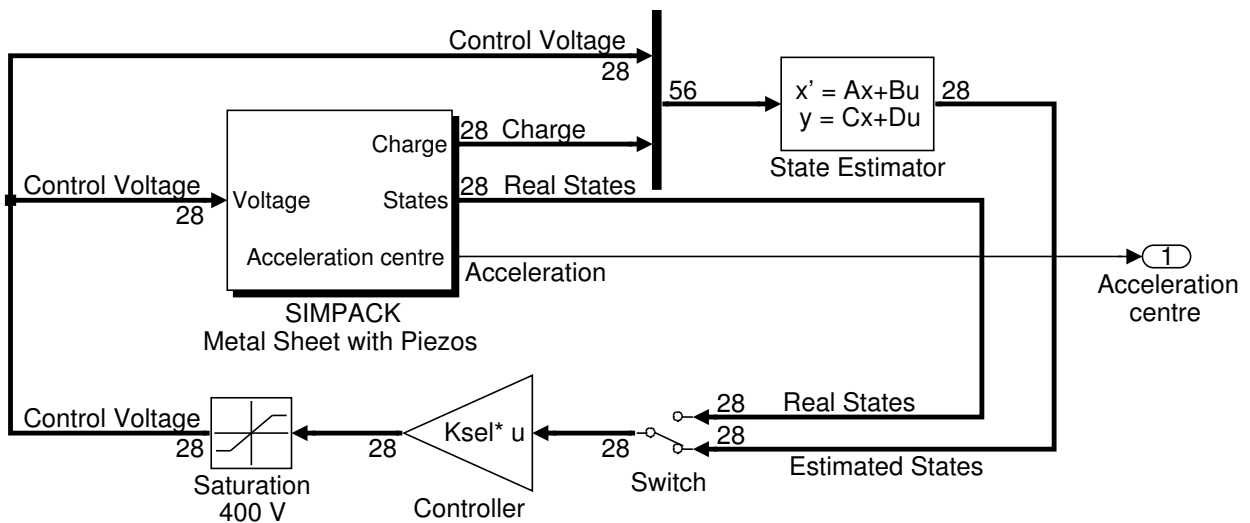 Control Voltage
28
56
x' = Ax+Bu
y = Cx+Du
28
State Estimator
Charge
28 Charge
Control Voltage
28
Voltage
States
28 Real States
Acceleration centre
Acceleration
1
Acceleration
centre
SIMPACK
Metal Sheet with Piezos
Control Voltage
28
Saturation
400 V
28
Ksel* u
Controller
28
Switch
28 Real States
28
Estimated States